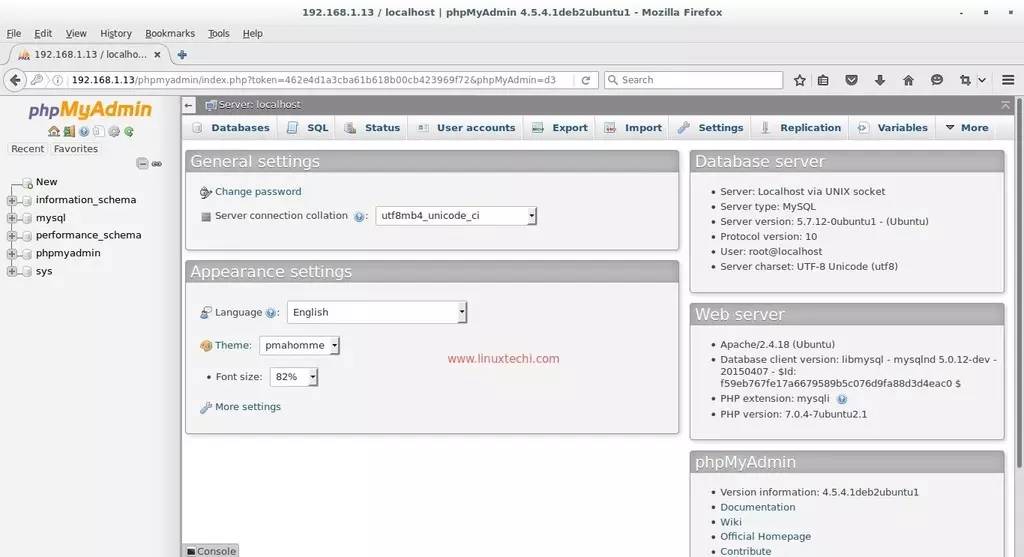 192.168.1.13 / localhost | phpMyAdmin 4.5.4.1deb2ubuntu1 - Mozilla Firefox
File Edit View History Bookmarks Tools Help
192.168.1.13 / localho...
192.168.1.13/phpmyadmin/index.php?token=462e4d1a3cba61b618b00cb423969f72&phpMyAdmin=d3
Search
phpMyAdmin
Recent Favorites
New
information_schema
mysql
performance_schema
phpmyadmin
sys
Server: localhost
Databases SQL Status User accounts Export Import Settings Replication Variables More
General settings
Change password
Server connection collation : utf8mb4_unicode_ci
Appearance settings
Language : English
Theme: pmahomme
Font size: 82%
More settings
www.linuxtechi.com
Database server
Server: Localhost via UNIX socket
Server type: MySQL
Server version: 5.7.12-0ubuntu1 - (Ubuntu)
Protocol version: 10
User: root@localhost
Server charset: UTF-8 Unicode (utf8)
Web server
Apache/2.4.18 (Ubuntu)
Database client version: libmysql - mysqlnd 5.0.12-dev -
20150407 - $Id:
f59eb767fe17a6679589b5c076d9fa88d3d4eac0 $
PHP extension: mysqli
PHP version: 7.0.4-7ubuntu2.1
phpMyAdmin
Version information: 4.5.4.1deb2ubuntu1
Documentation
Wiki
Official Homepage
Contribute
Console